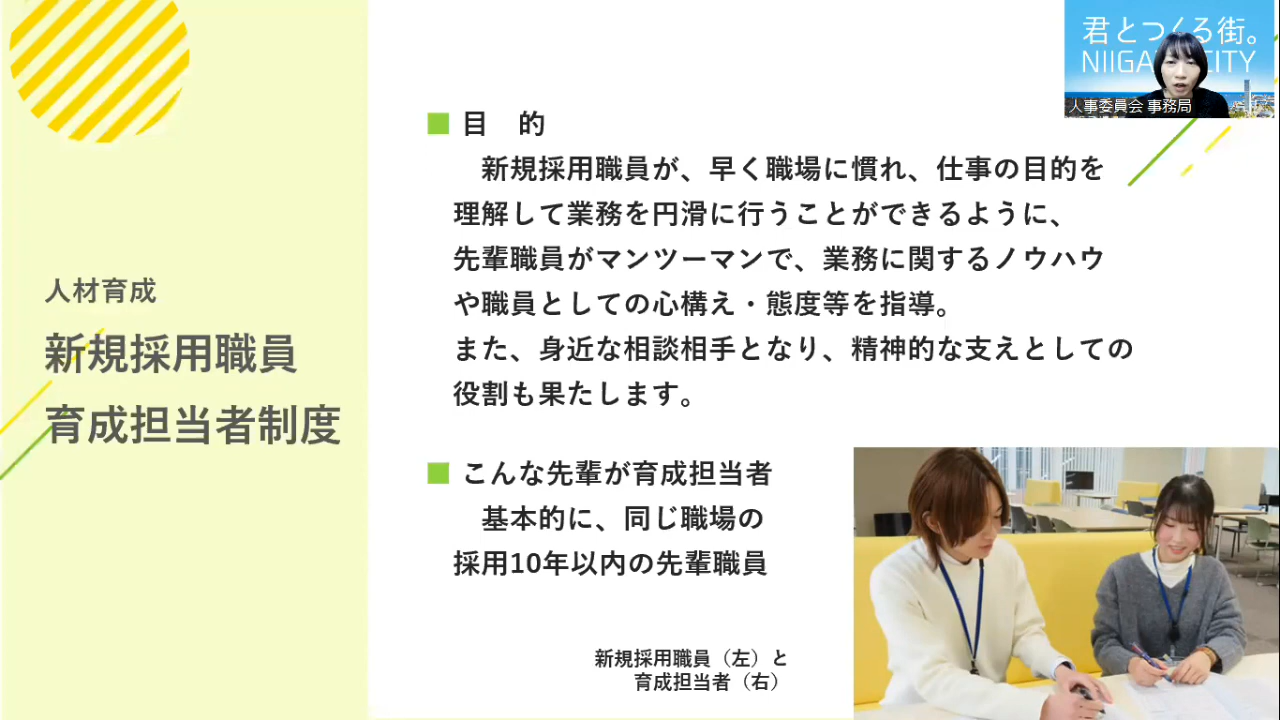 人材育成
新規採用職員
育成担当者制度
■ 目　的
新規採用職員が、早く職場に慣れ、仕事の目的を
理解して業務を円滑に行うことができるように、
先輩職員がマンツーマンで、業務に関するノウハウ
や職員としての心構え・態度等を指導。
また、身近な相談相手となり、精神的な支えとしての
役割も果たします。
■ こんな先輩が育成担当者
基本的に、同じ職場の
採用10年以内の先輩職員
新規採用職員（左）と
育成担当者（右）
君とつくる街。
NIIGA CITY
人事委員会 事務局